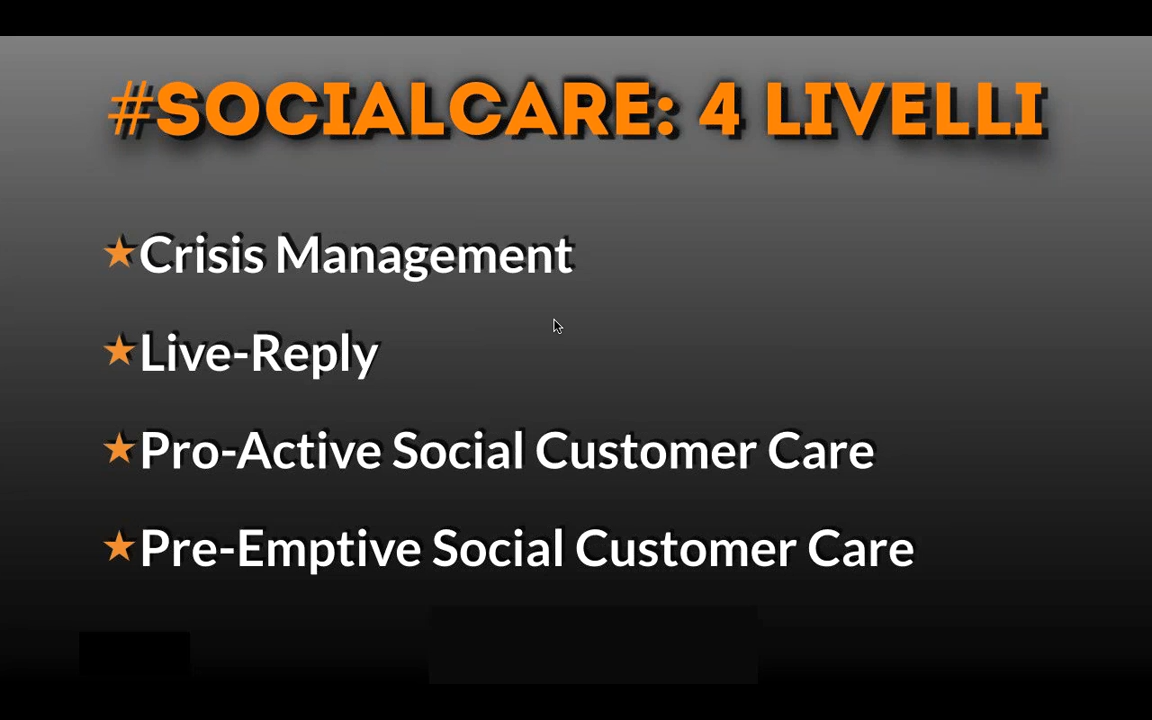 #SOCIALCARE: 4 LIVELLI
★Crisis Management
★Live-Reply
★Pro-Active Social Customer Care
★Pre-Emptive Social Customer Care